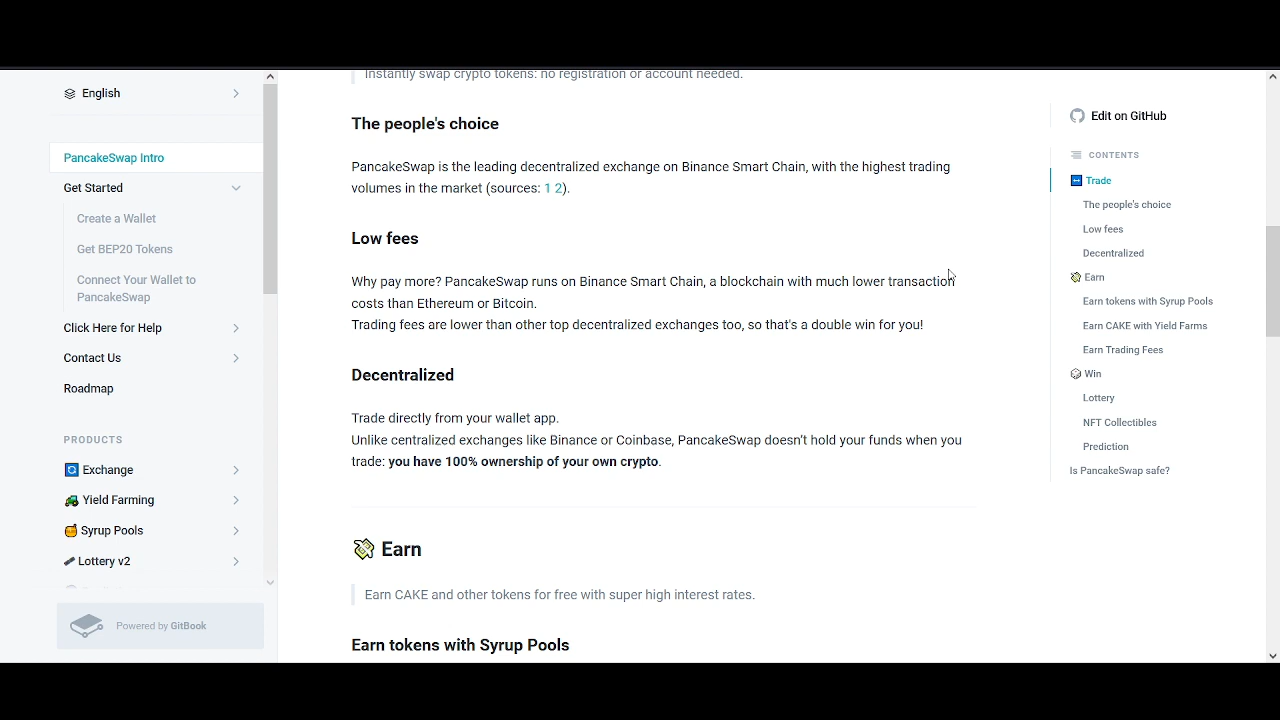 English
PancakeSwap Intro
Get Started
Create a Wallet
Get BEP20 Tokens
Connect Your Wallet to
PancakeSwap
Click Here for Help
Contact Us
Roadmap
PRODUCTS
Exchange
Yield Farming
Syrup Pools
Lottery v2
Powered by GitBook
Instantly swap crypto tokens: no registration or account needed.
The people's choice
PancakeSwap is the leading decentralized exchange on Binance Smart Chain, with the highest trading
volumes in the market (sources: 1 2).
Low fees
Why pay more? PancakeSwap runs on Binance Smart Chain, a blockchain with much lower transaction
costs than Ethereum or Bitcoin.
Trading fees are lower than other top decentralized exchanges too, so that's a double win for you!
Decentralized
Trade directly from your wallet app.
Unlike centralized exchanges like Binance or Coinbase, PancakeSwap doesn’t hold your funds when you
trade: you have 100% ownership of your own crypto.
Earn
Earn CAKE and other tokens for free with super high interest rates.
Earn tokens with Syrup Pools
Edit on GitHub
CONTENTS
Trade
The people's choice
Low fees
Decentralized
Earn
Earn tokens with Syrup Pools
Earn CAKE with Yield Farms
Earn Trading Fees
Win
Lottery
NFT Collectibles
Prediction
Is PancakeSwap safe?